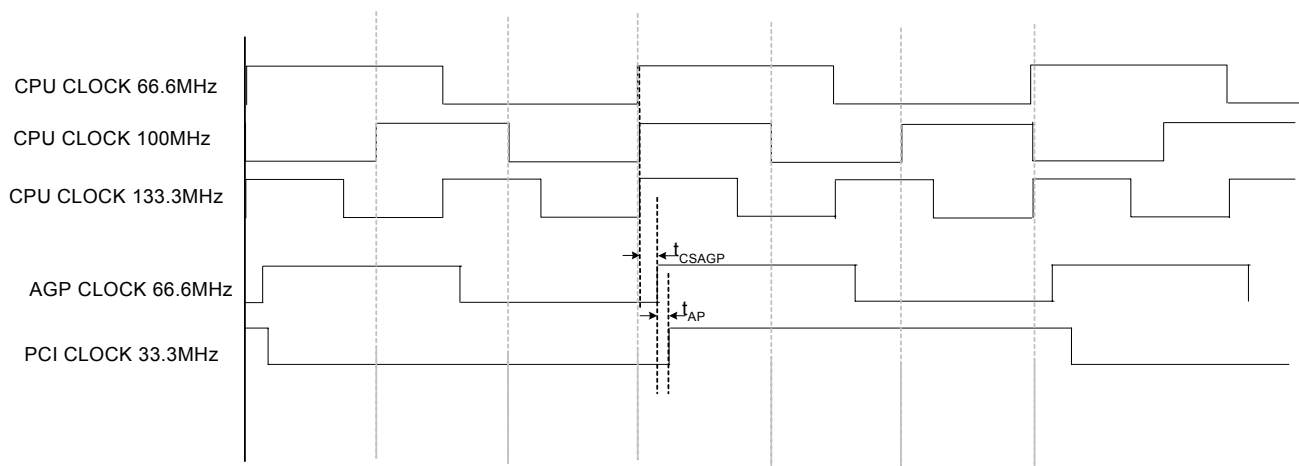 CPU CLOCK 66.6MHz
CPU CLOCK 100MHz
CPU CLOCK 133.3MHz
tCSAGP
AGP CLOCK 66.6MHz
tAP
PCI CLOCK 33.3MHz